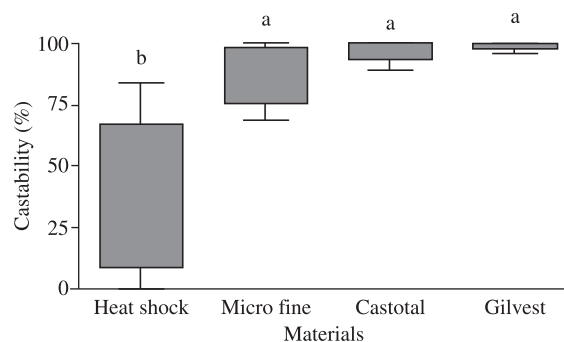 b
a
a
a
100
75
50
25
0
Castability (%)
Heat shock
Micro fine
Castotal
Gilvest
Materials